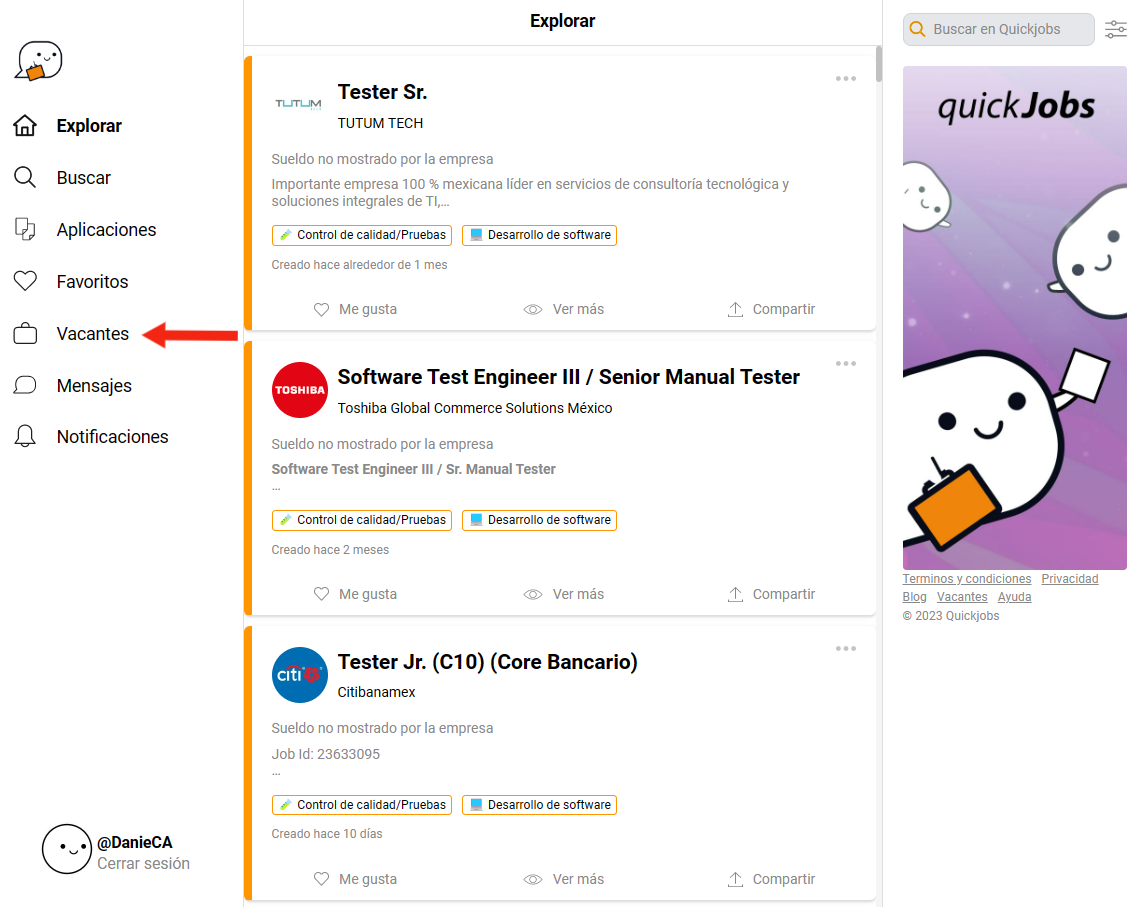 Explorar
Buscar
Aplicaciones
Favoritos
Vacantes
Mensajes
Notificaciones
@DanieCA
Cerrar sesión
Explorar
TUTUM
Tester Sr.
TUTUM TECH
Sueldo no mostrado por la empresa
Importante empresa 100 % mexicana líder en servicios de consultoría tecnológica y
soluciones integrales de TI,...
Control de calidad/Pruebas Desarrollo de software
Creado hace alrededor de 1 mes
Me gusta Ver más Compartir
TOSHIBA
Software Test Engineer III / Senior Manual Tester
Toshiba Global Commerce Solutions México
Sueldo no mostrado por la empresa
Software Test Engineer III / Sr. Manual Tester
...
Control de calidad/Pruebas Desarrollo de software
Creado hace 2 meses
Me gusta Ver más Compartir
citi
Tester Jr. (C10) (Core Bancario)
Citibanamex
Sueldo no mostrado por la empresa
Job Id: 23633095
...
Control de calidad/Pruebas Desarrollo de software
Creado hace 10 días
Me gusta Ver más Compartir
Buscar en Quickjobs
quickJobs
Terminos y condiciones Privacidad
Blog Vacantes Ayuda
© 2023 Quickjobs